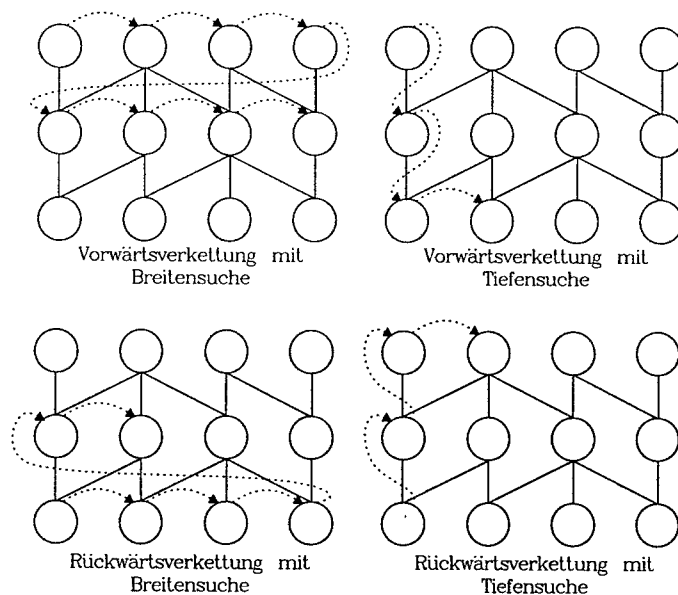 Vorwärtsverkettung mit
Breitensuche
Vorwärtsverkettung mit
Tiefensuche
Rückwärtsverkettung mit
Breitensuche
Rückwärtsverkettung mit
Tiefensuche